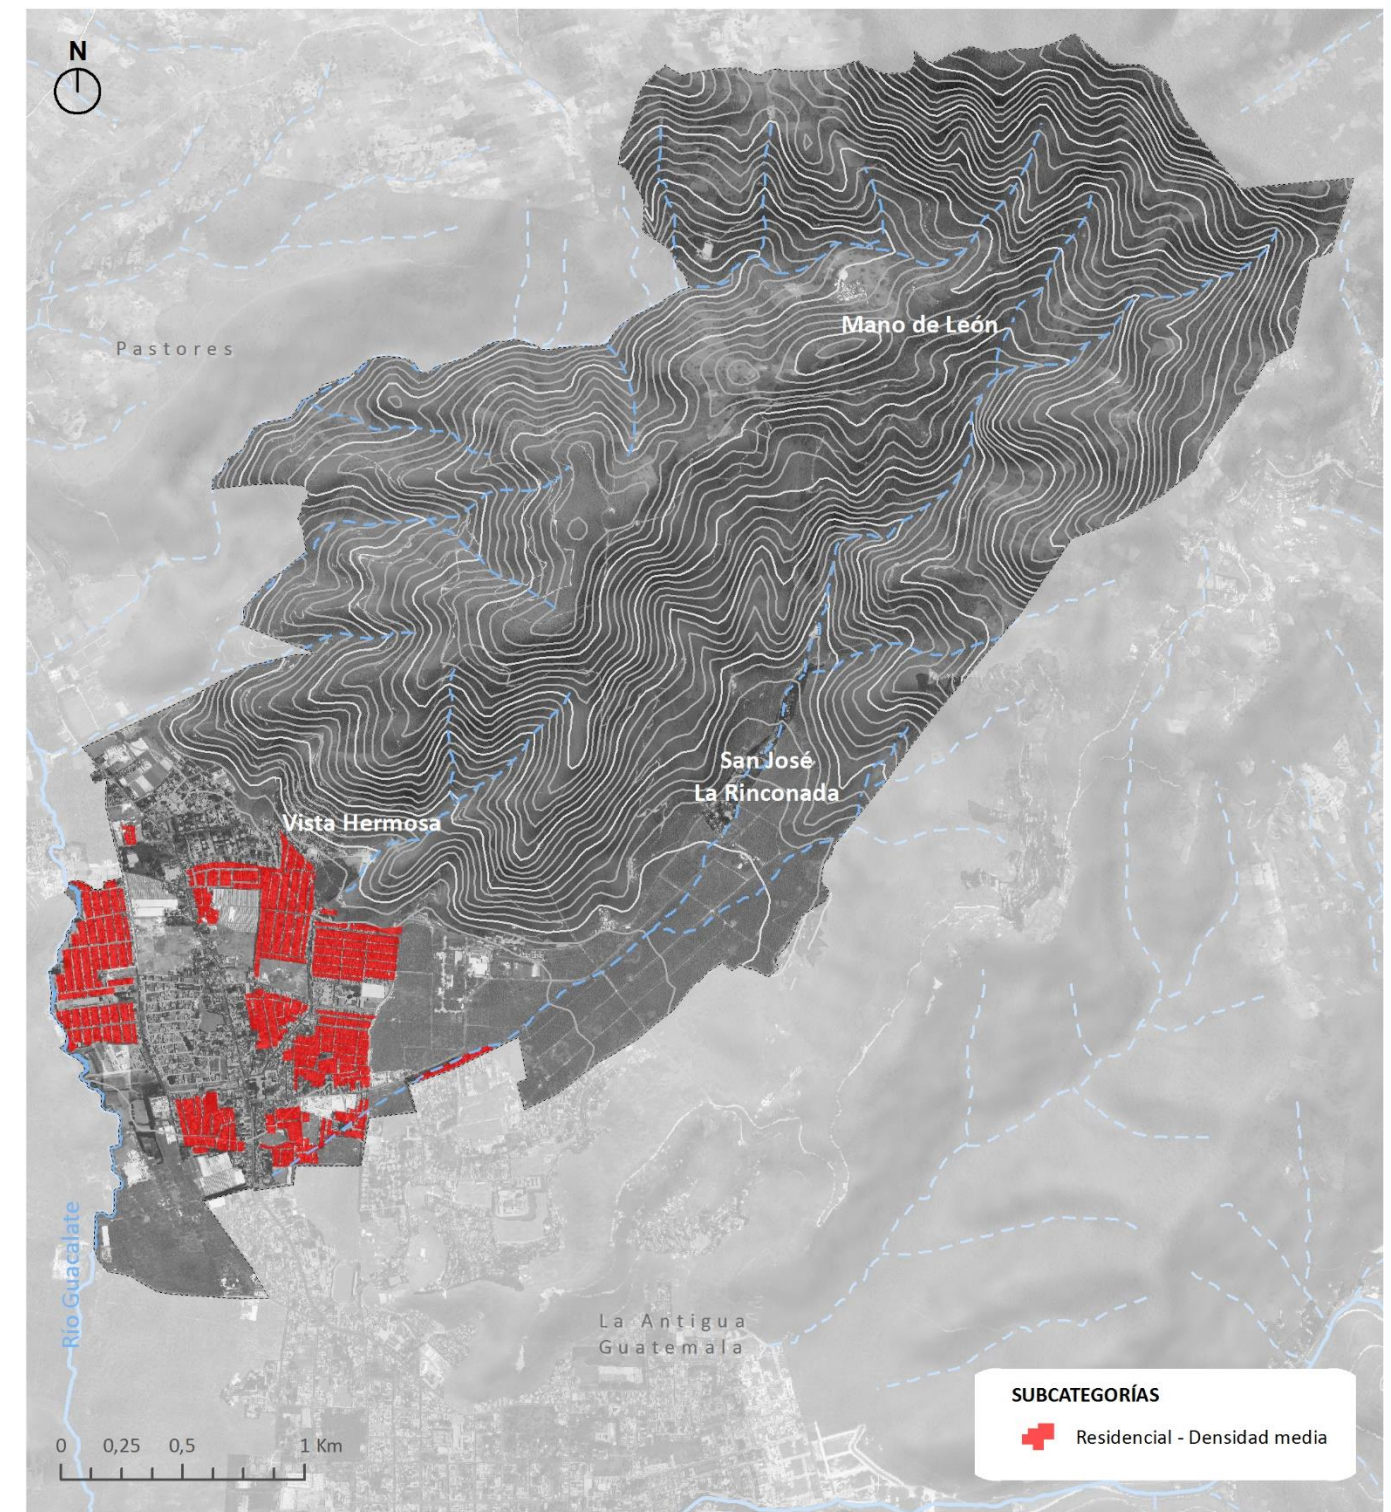 N
Pastores
Mano de León
San José
La Rinconada
Vista Hermosa
Río Guacalate
La Antigua
Guatemala
SUBCATEGORÍAS
Residencial - Densidad media
0 0,25 0,5 1 Km